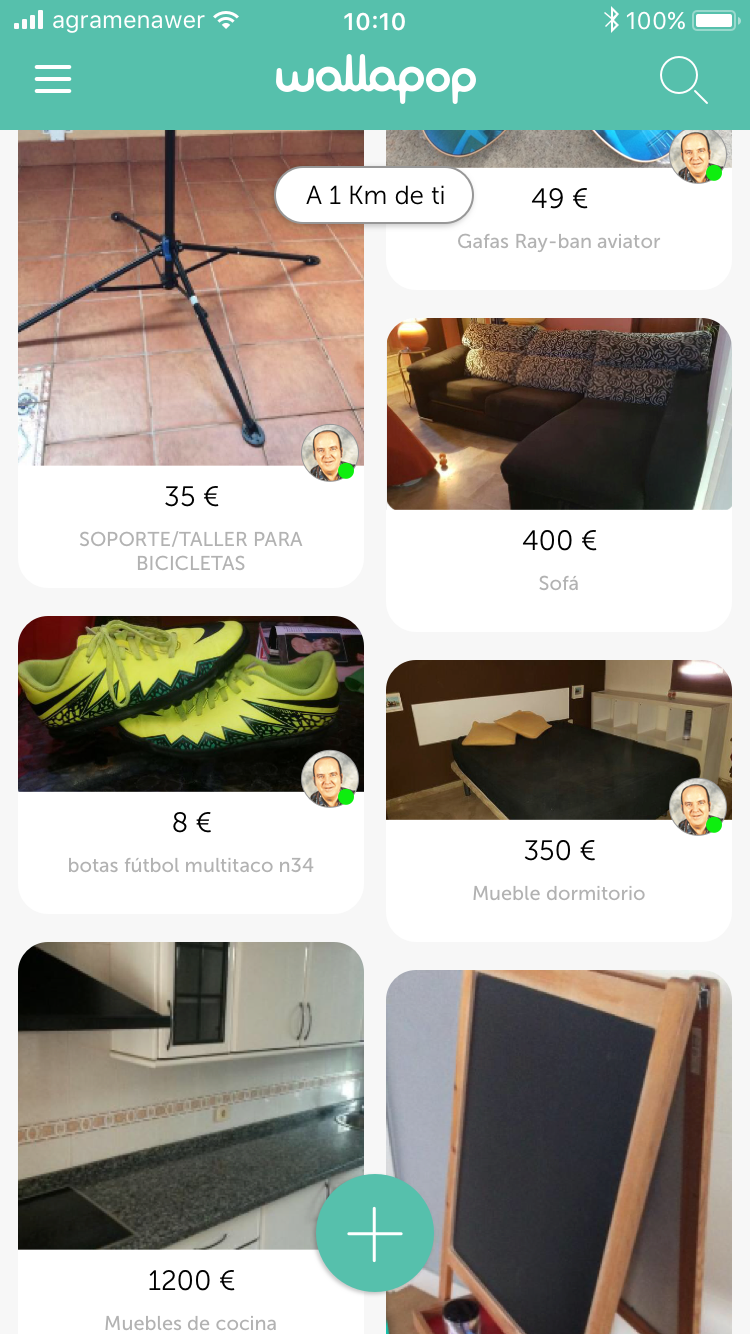 agramenawer
10:10
100%
wallapop
A 1 Km de ti
49 €
Gafas Ray-ban aviator
35 €
SOPORTE/TALLER PARA
BICICLETAS
400 €
Sofá
8 €
botas fútbol multitaco n34
350 €
Mueble dormitorio
1200 €
Muebles de cocina